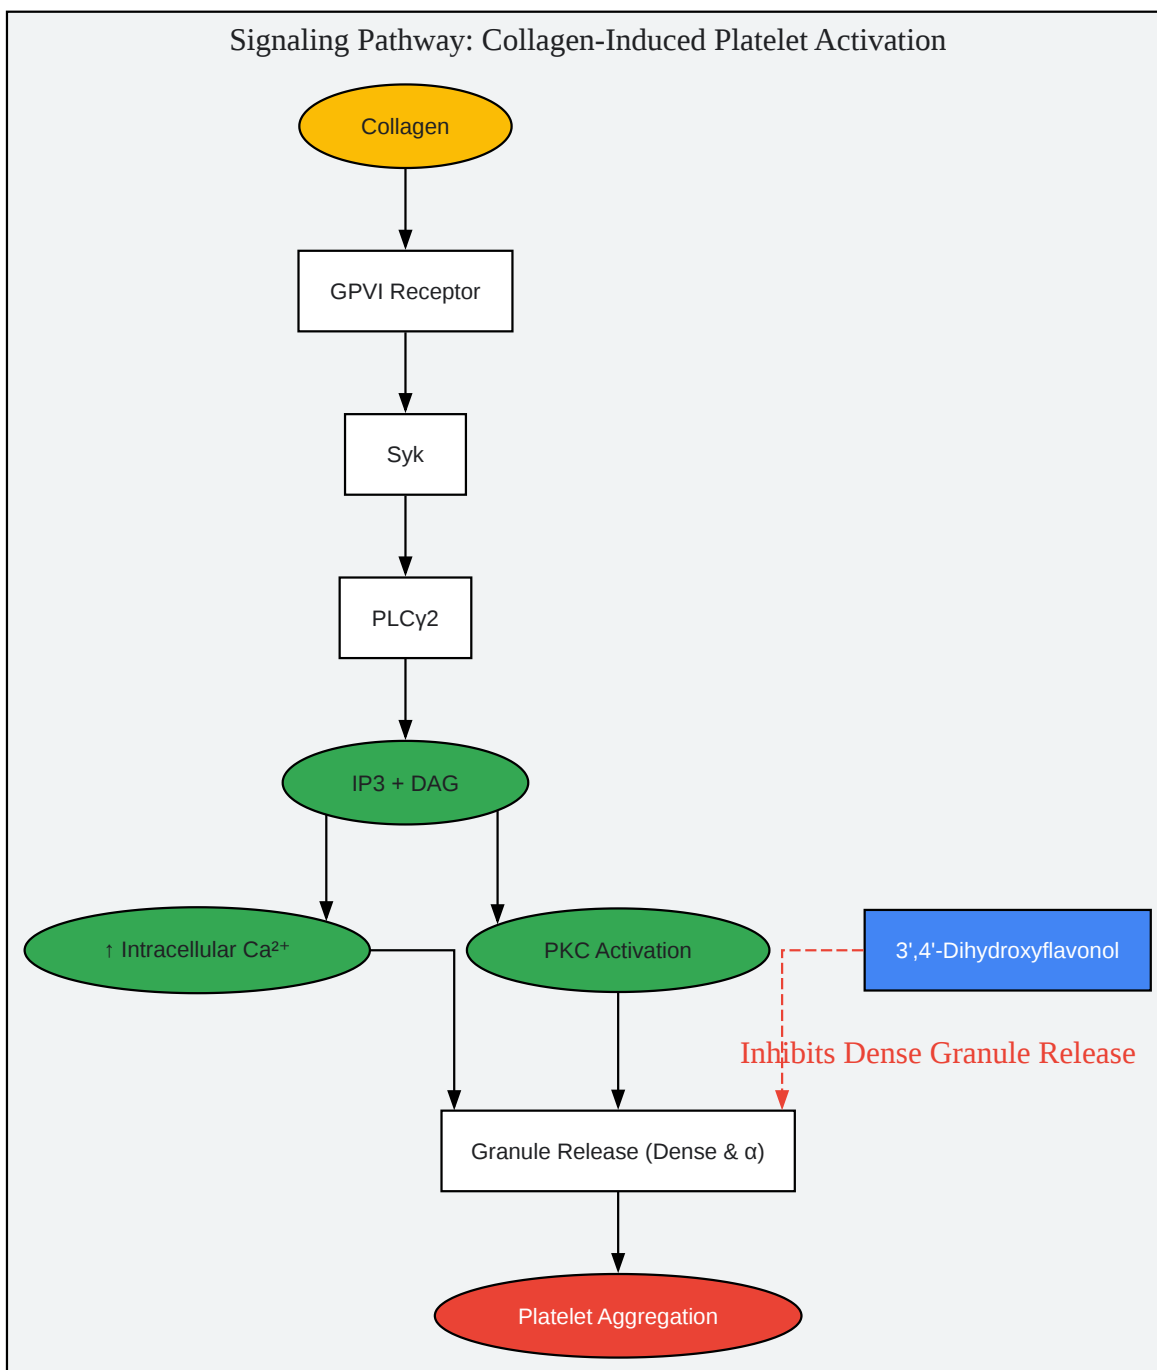 Signaling Pathway: Collagen-Induced Platelet Activation
Collagen
GPVI Receptor
Syk
PLCγ2
IP3 + DAG
↑ Intracellular Ca²⁺
PKC Activation
3',4'-Dihydroxyflavonol
Inhibits Dense Granule Release
Granule Release (Dense & α)
Platelet Aggregation